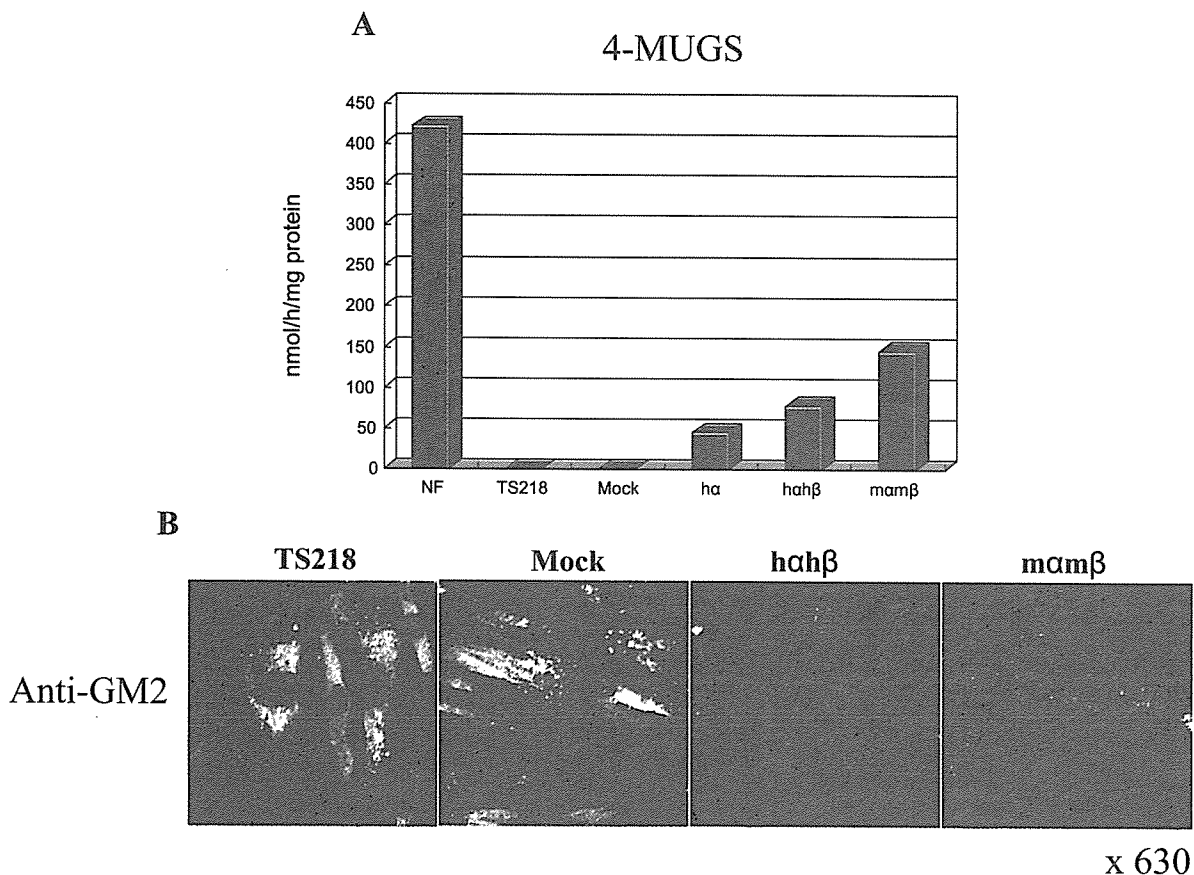 A
4-MUGS
nmol/h/mg protein
450
400
350
300
250
200
150
100
50
0
NF TS218 Mock hα hαhβ mαmβ
B
TS218 Mock hαhβ mαmβ
Anti-GM2
x 630